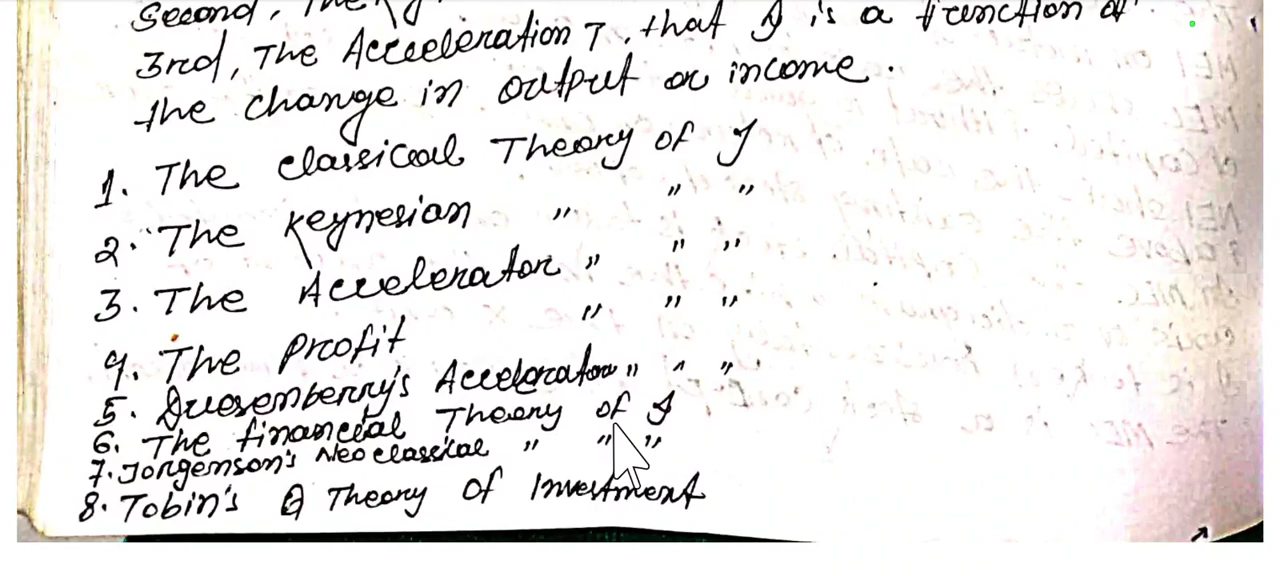 Second, The
3rd, The Acceleration T, that I is a function of
the change in output or income.
1. The classical Theory of I
2. The Keynesian " " "
3. The Accelerator " " "
4. The Profit " " "
5. Duesenberry's Accelerator " " "
6. The financial Theory of I
7. Jorgenson's Neoclassical " " "
8. Tobin's Q Theory of Investment